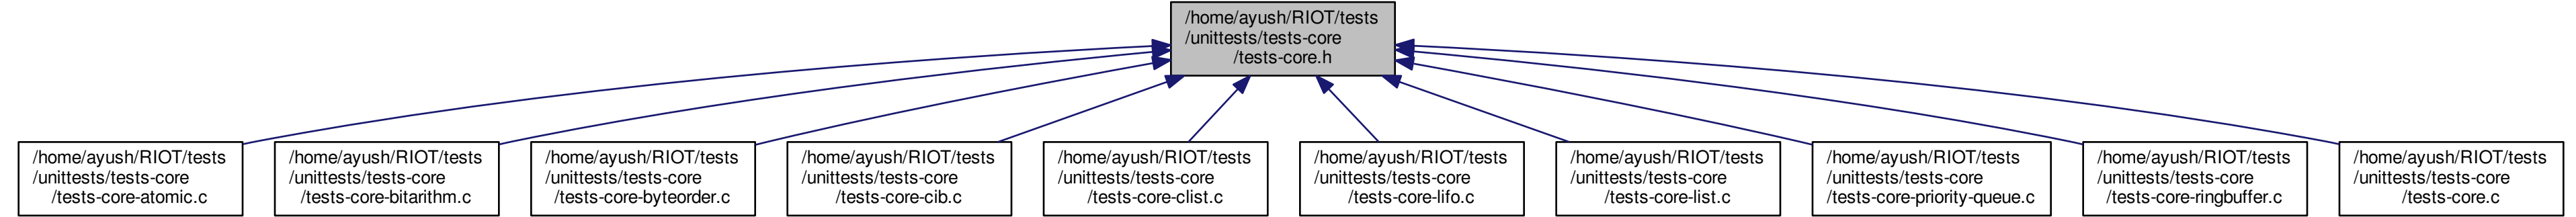 /home/ayush/RIOT/tests
/unittests/tests-core
/tests-core.h
/home/ayush/RIOT/tests
/unittests/tests-core
/tests-core-atomic.c
/home/ayush/RIOT/tests
/unittests/tests-core
/tests-core-bitarithm.c
/home/ayush/RIOT/tests
/unittests/tests-core
/tests-core-byteorder.c
/home/ayush/RIOT/tests
/unittests/tests-core
/tests-core-cib.c
/home/ayush/RIOT/tests
/unittests/tests-core
/tests-core-clist.c
/home/ayush/RIOT/tests
/unittests/tests-core
/tests-core-lifo.c
/home/ayush/RIOT/tests
/unittests/tests-core
/tests-core-list.c
/home/ayush/RIOT/tests
/unittests/tests-core
/tests-core-priority-queue.c
/home/ayush/RIOT/tests
/unittests/tests-core
/tests-core-ringbuffer.c
/home/ayush/RIOT/tests
/unittests/tests-core
/tests-core.c